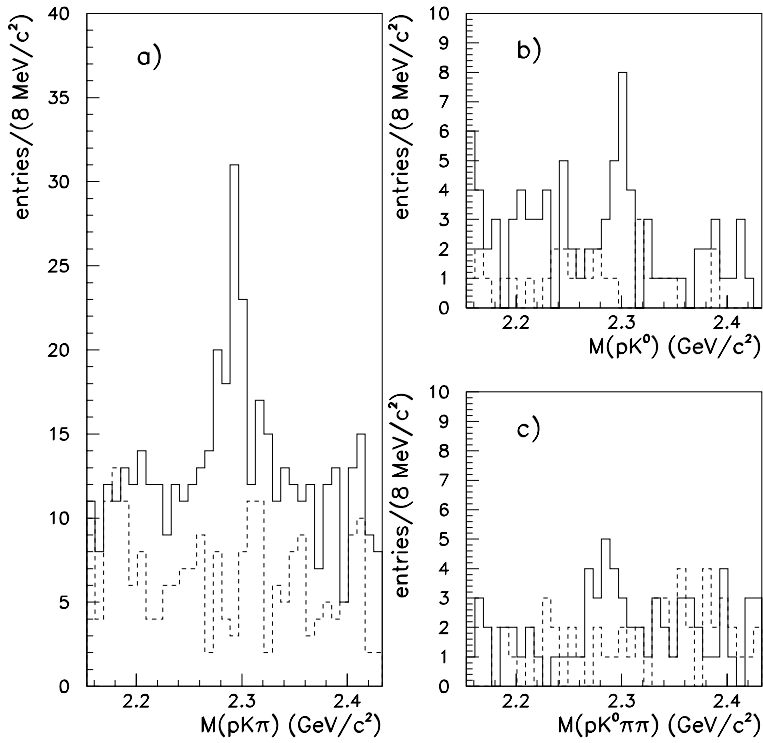 a)
entries/(8 MeV/c²)
40
35
30
25
20
15
10
5
0
2.2 2.3 2.4
M(pKπ) (GeV/c²)
b)
entries/(8 MeV/c²)
10
9
8
7
6
5
4
3
2
1
0
2.2 2.3 2.4
M(pK⁰) (GeV/c²)
c)
entries/(8 MeV/c²)
10
9
8
7
6
5
4
3
2
1
0
2.2 2.3 2.4
M(pK⁰ππ) (GeV/c²)